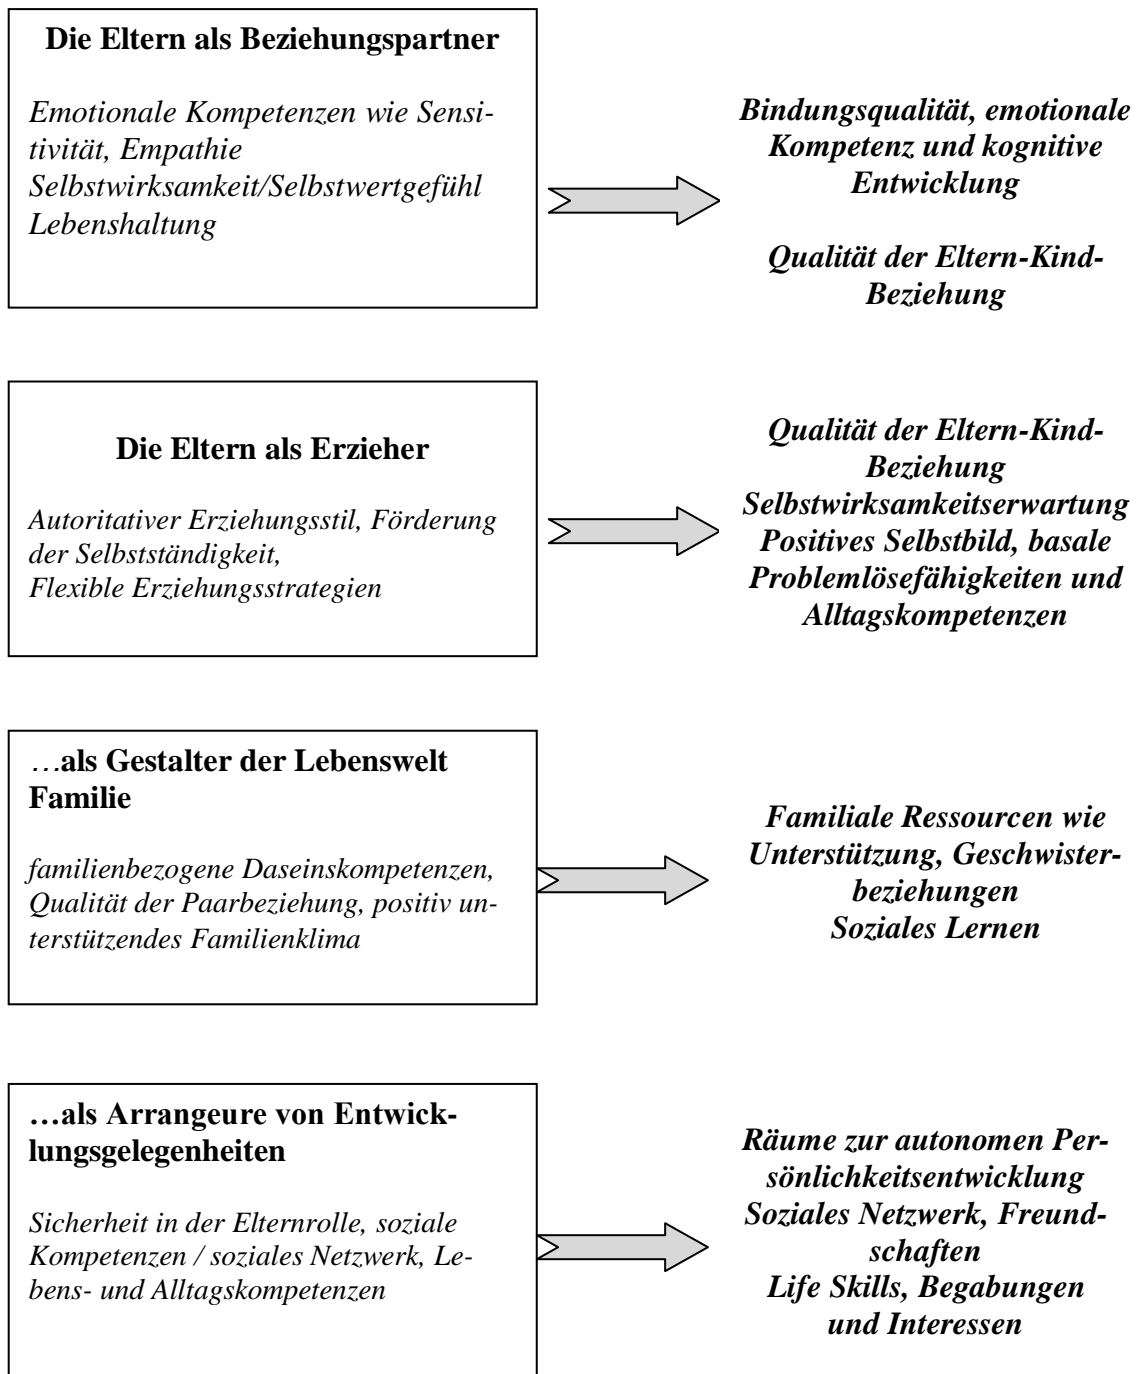 Die Eltern als Beziehungspartner
Emotionale Kompetenzen wie Sensi-
tivität, Empathie
Selbstwirksamkeit/Selbstwertgefühl
Lebenshaltung
Bindungsqualität, emotionale
Kompetenz und kognitive
Entwicklung
Qualität der Eltern-Kind-
Beziehung
Die Eltern als Erzieher
Autoritativer Erziehungsstil, Förderung
der Selbstständigkeit,
Flexible Erziehungsstrategien
Qualität der Eltern-Kind-
Beziehung
Selbstwirksamkeitserwartung
Positives Selbstbild, basale
Problemlösefähigkeiten und
Alltagskompetenzen
…als Gestalter der Lebenswelt
Familie
familienbezogene Daseinskompetenzen,
Qualität der Paarbeziehung, positiv un-
terstützendes Familienklima
Familiale Ressourcen wie
Unterstützung, Geschwister-
beziehungen
Soziales Lernen
…als Arrangeure von Entwick-
lungsgelegenheiten
Sicherheit in der Elternrolle, soziale
Kompetenzen / soziales Netzwerk, Le-
bens- und Alltagskompetenzen
Räume zur autonomen Per-
sönlichkeitsentwicklung
Soziales Netzwerk, Freund-
schaften
Life Skills, Begabungen
und Interessen